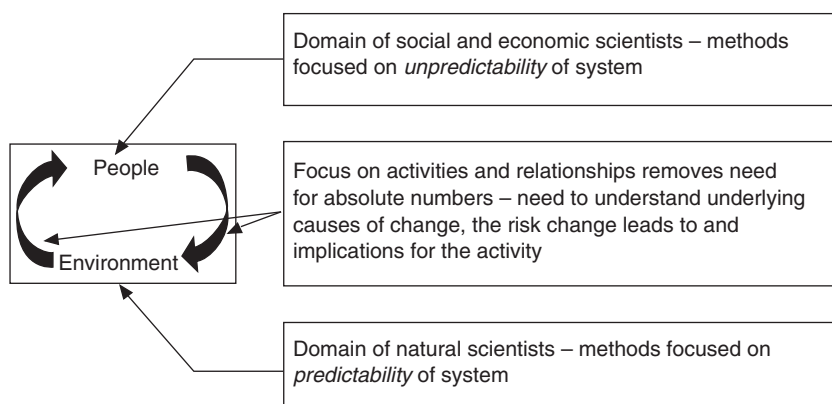 Domain of social and economic scientists – methods
focused on unpredictability of system
People
Focus on activities and relationships removes need
for absolute numbers – need to understand underlying
causes of change, the risk change leads to and
implications for the activity
Environment
Domain of natural scientists – methods focused on
predictability of system